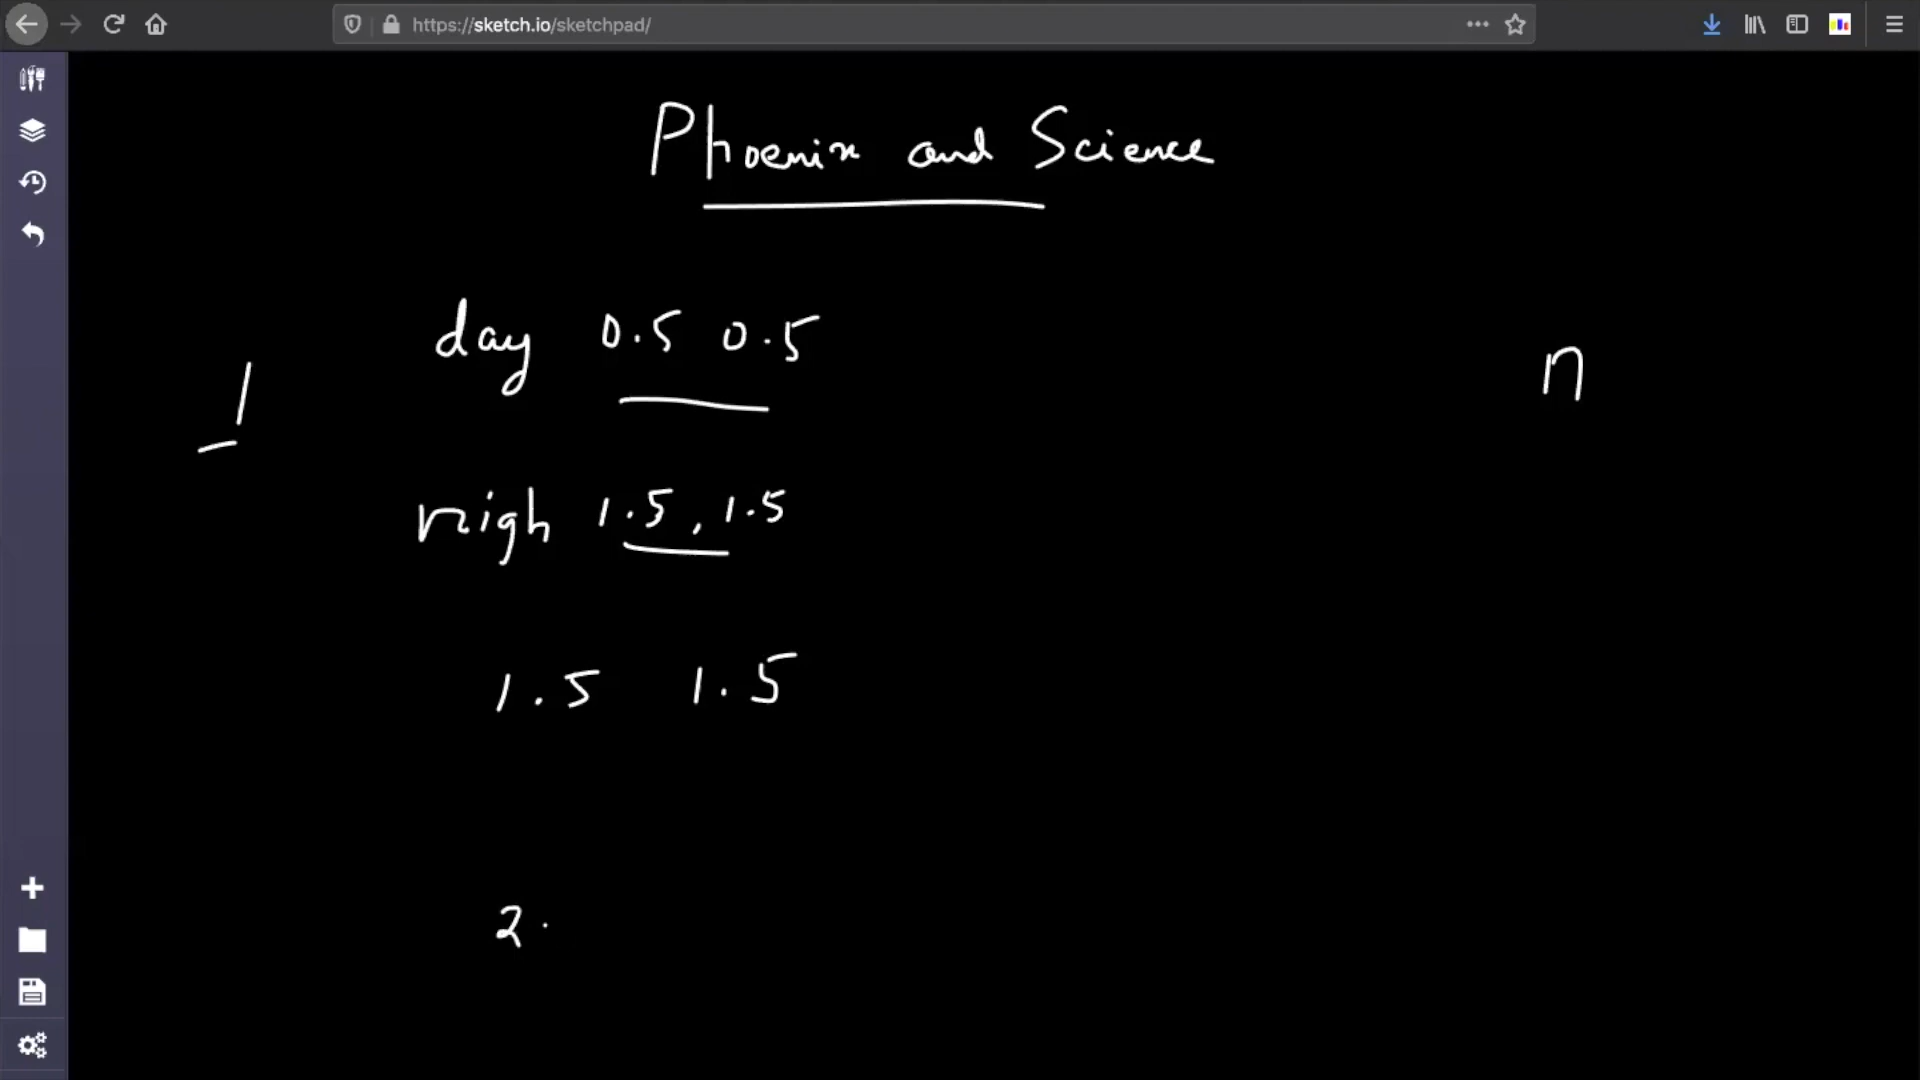 https://sketch.io/sketchpad/
Phoenix and Science
day 0.5 0.5
1
n
nigh 1.5, 1.5
1.5 1.5
2.